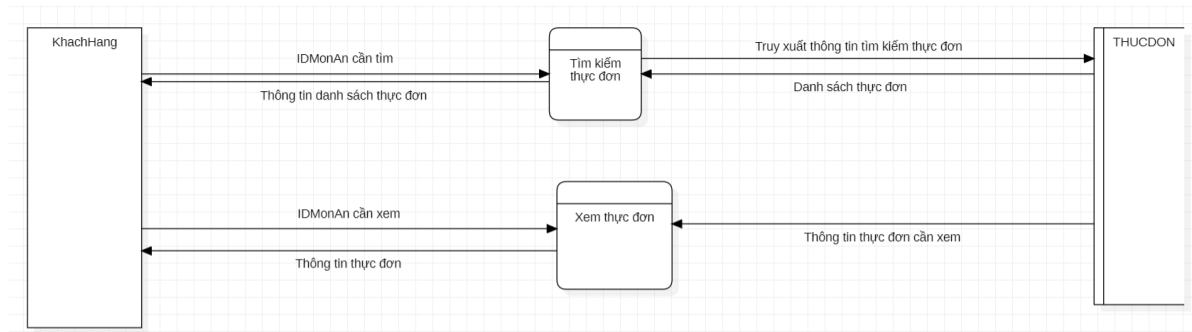 KhachHang
IDMonAn cần tìm
Thông tin danh sách thực đơn
Tìm kiếm
thực đơn
Truy xuất thông tin tìm kiếm thực đơn
Danh sách thực đơn
THUCDON
IDMonAn cần xem
Thông tin thực đơn
Xem thực đơn
Thông tin thực đơn cần xem